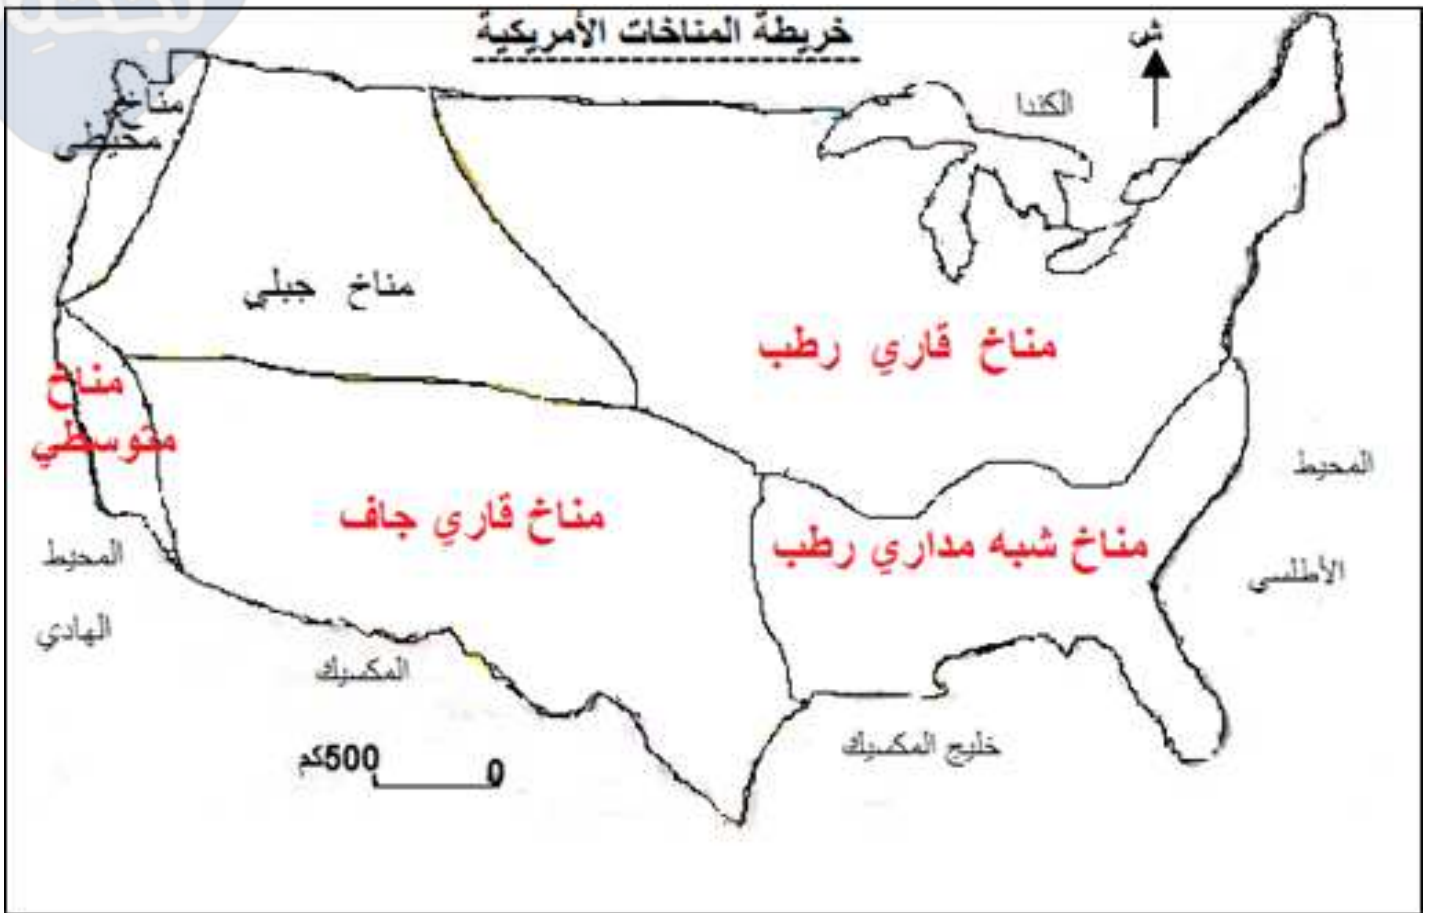 خريطة المناخات الأمريكية
ش
الكندا
مناخ
محيطي
مناخ جبلي
مناخ قاري رطب
مناخ
متوسطي
المحيط
الأطلسي
مناخ قاري جاف
مناخ شبه مداري رطب
المحيط
الهادي
المكسيك
خليج المكسيك
500كم
0